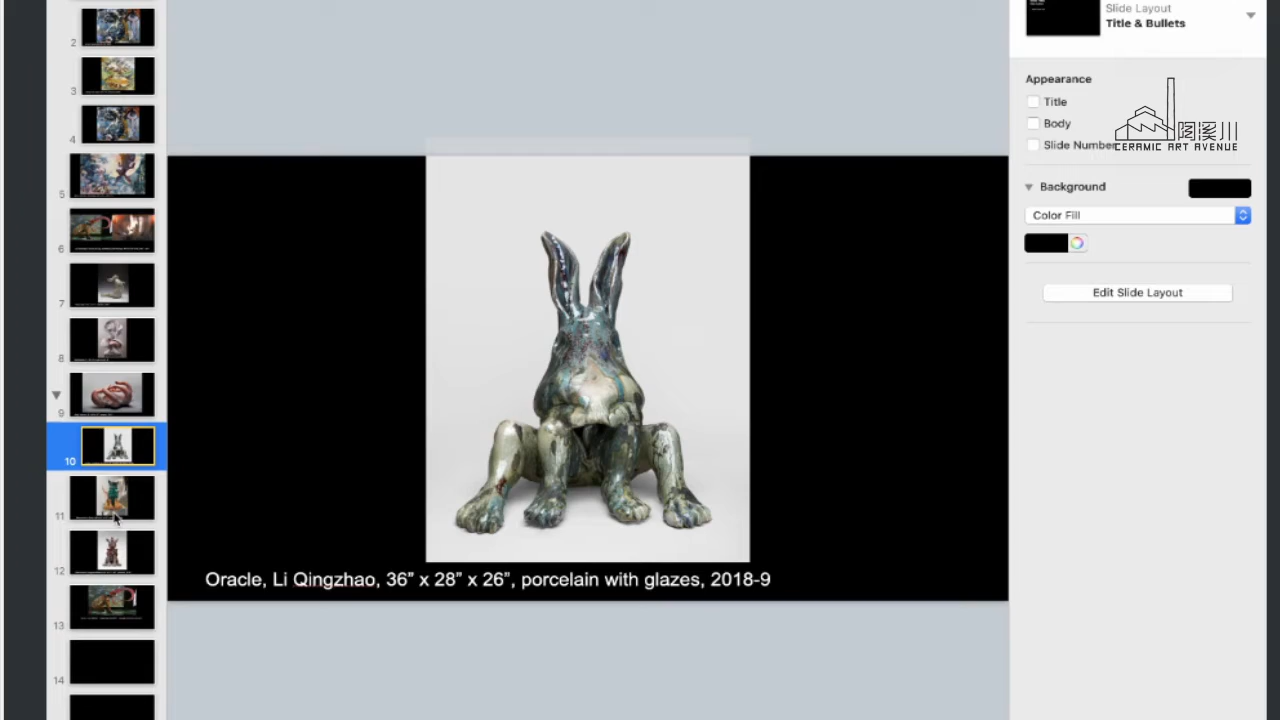 2
3
4
5
6
7
8
9
10
11
12
13
14
Oracle, Li Qingzhao, 36” x 28” x 26”, porcelain with glazes, 2018-9
Slide Layout
Title & Bullets
Appearance
Title
Body
Slide Number
陶溪川
CERAMIC ART AVENUE
Background
Color Fill
Edit Slide Layout